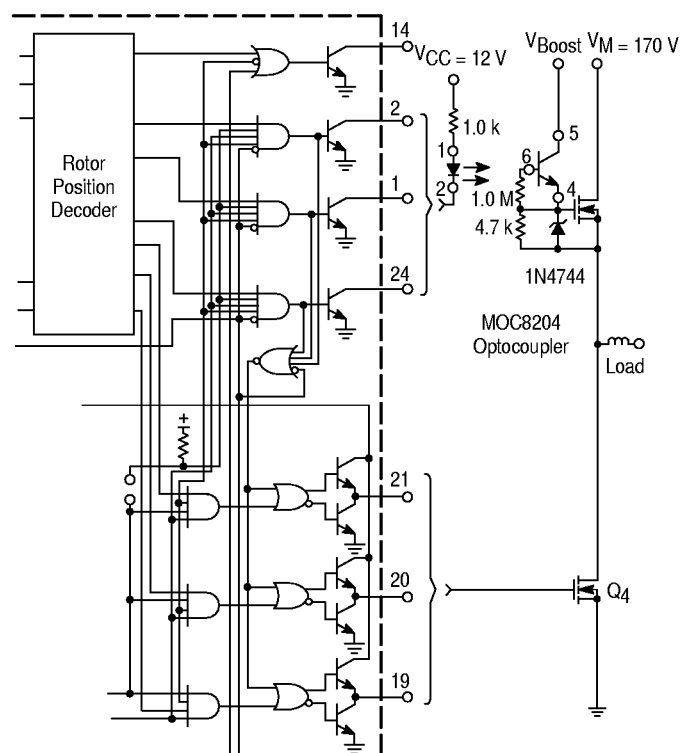 14
VCC = 12 V
VBoost
VM = 170 V
2
1.0 k
1
5
6
Rotor
Position
Decoder
1
2
4
1.0 M
4.7 k
24
1N4744
MOC8204
Optocoupler
Load
+
21
20
Q4
19